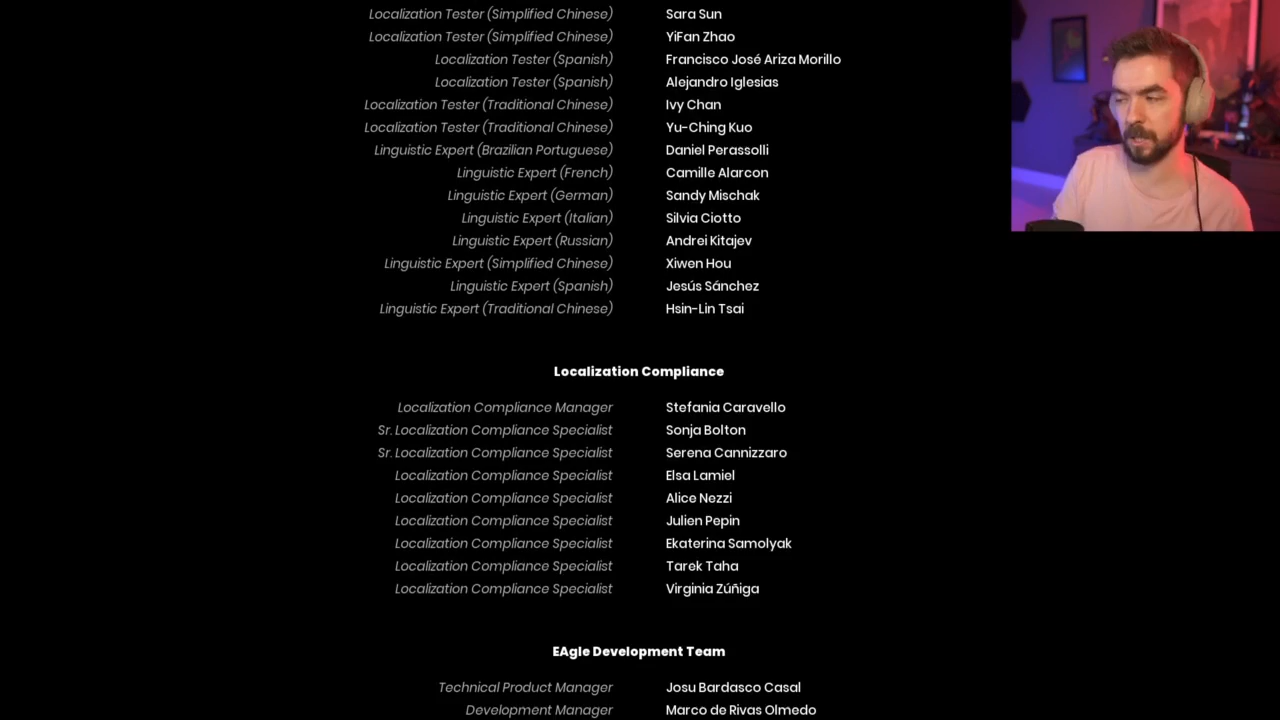 Localization Tester (Simplified Chinese) Sara Sun
Localization Tester (Simplified Chinese) YiFan Zhao
Localization Tester (Spanish) Francisco José Ariza Morillo
Localization Tester (Spanish) Alejandro Iglesias
Localization Tester (Traditional Chinese) Ivy Chan
Localization Tester (Traditional Chinese) Yu-Ching Kuo
Linguistic Expert (Brazilian Portuguese) Daniel Perassolli
Linguistic Expert (French) Camille Alarcon
Linguistic Expert (German) Sandy Mischak
Linguistic Expert (Italian) Silvia Ciotto
Linguistic Expert (Russian) Andrei Kitajev
Linguistic Expert (Simplified Chinese) Xiwen Hou
Linguistic Expert (Spanish) Jesús Sánchez
Linguistic Expert (Traditional Chinese) Hsin-Lin Tsai
Localization Compliance
Localization Compliance Manager Stefania Caravello
Sr. Localization Compliance Specialist Sonja Bolton
Sr. Localization Compliance Specialist Serena Cannizzaro
Localization Compliance Specialist Elsa Lamiel
Localization Compliance Specialist Alice Nezzi
Localization Compliance Specialist Julien Pepin
Localization Compliance Specialist Ekaterina Samolyak
Localization Compliance Specialist Tarek Taha
Localization Compliance Specialist Virginia Zúñiga
EAgle Development Team
Technical Product Manager Josu Bardasco Casal
Development Manager Marco de Rivas Olmedo